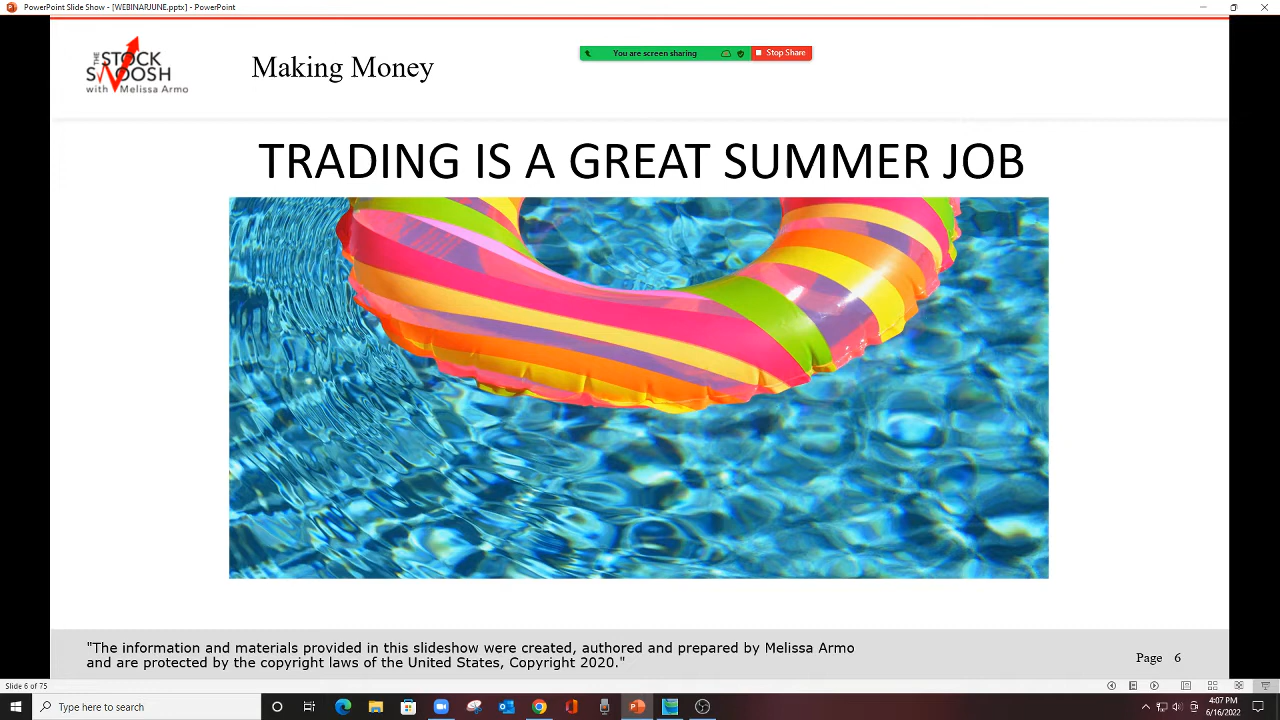 PowerPoint Slide Show - [WEBINARJUNE.pptx] - PowerPoint
THE
STOCK
SWOOSH
with Melissa Armo
Making Money
You are screen sharing
Stop Share
TRADING IS A GREAT SUMMER JOB
"The information and materials provided in this slideshow were created, authored and prepared by Melissa Armo
and are protected by the copyright laws of the United States, Copyright 2020."
Page 6
Slide 6 of 75
Type here to search
4:07 PM
6/16/2022